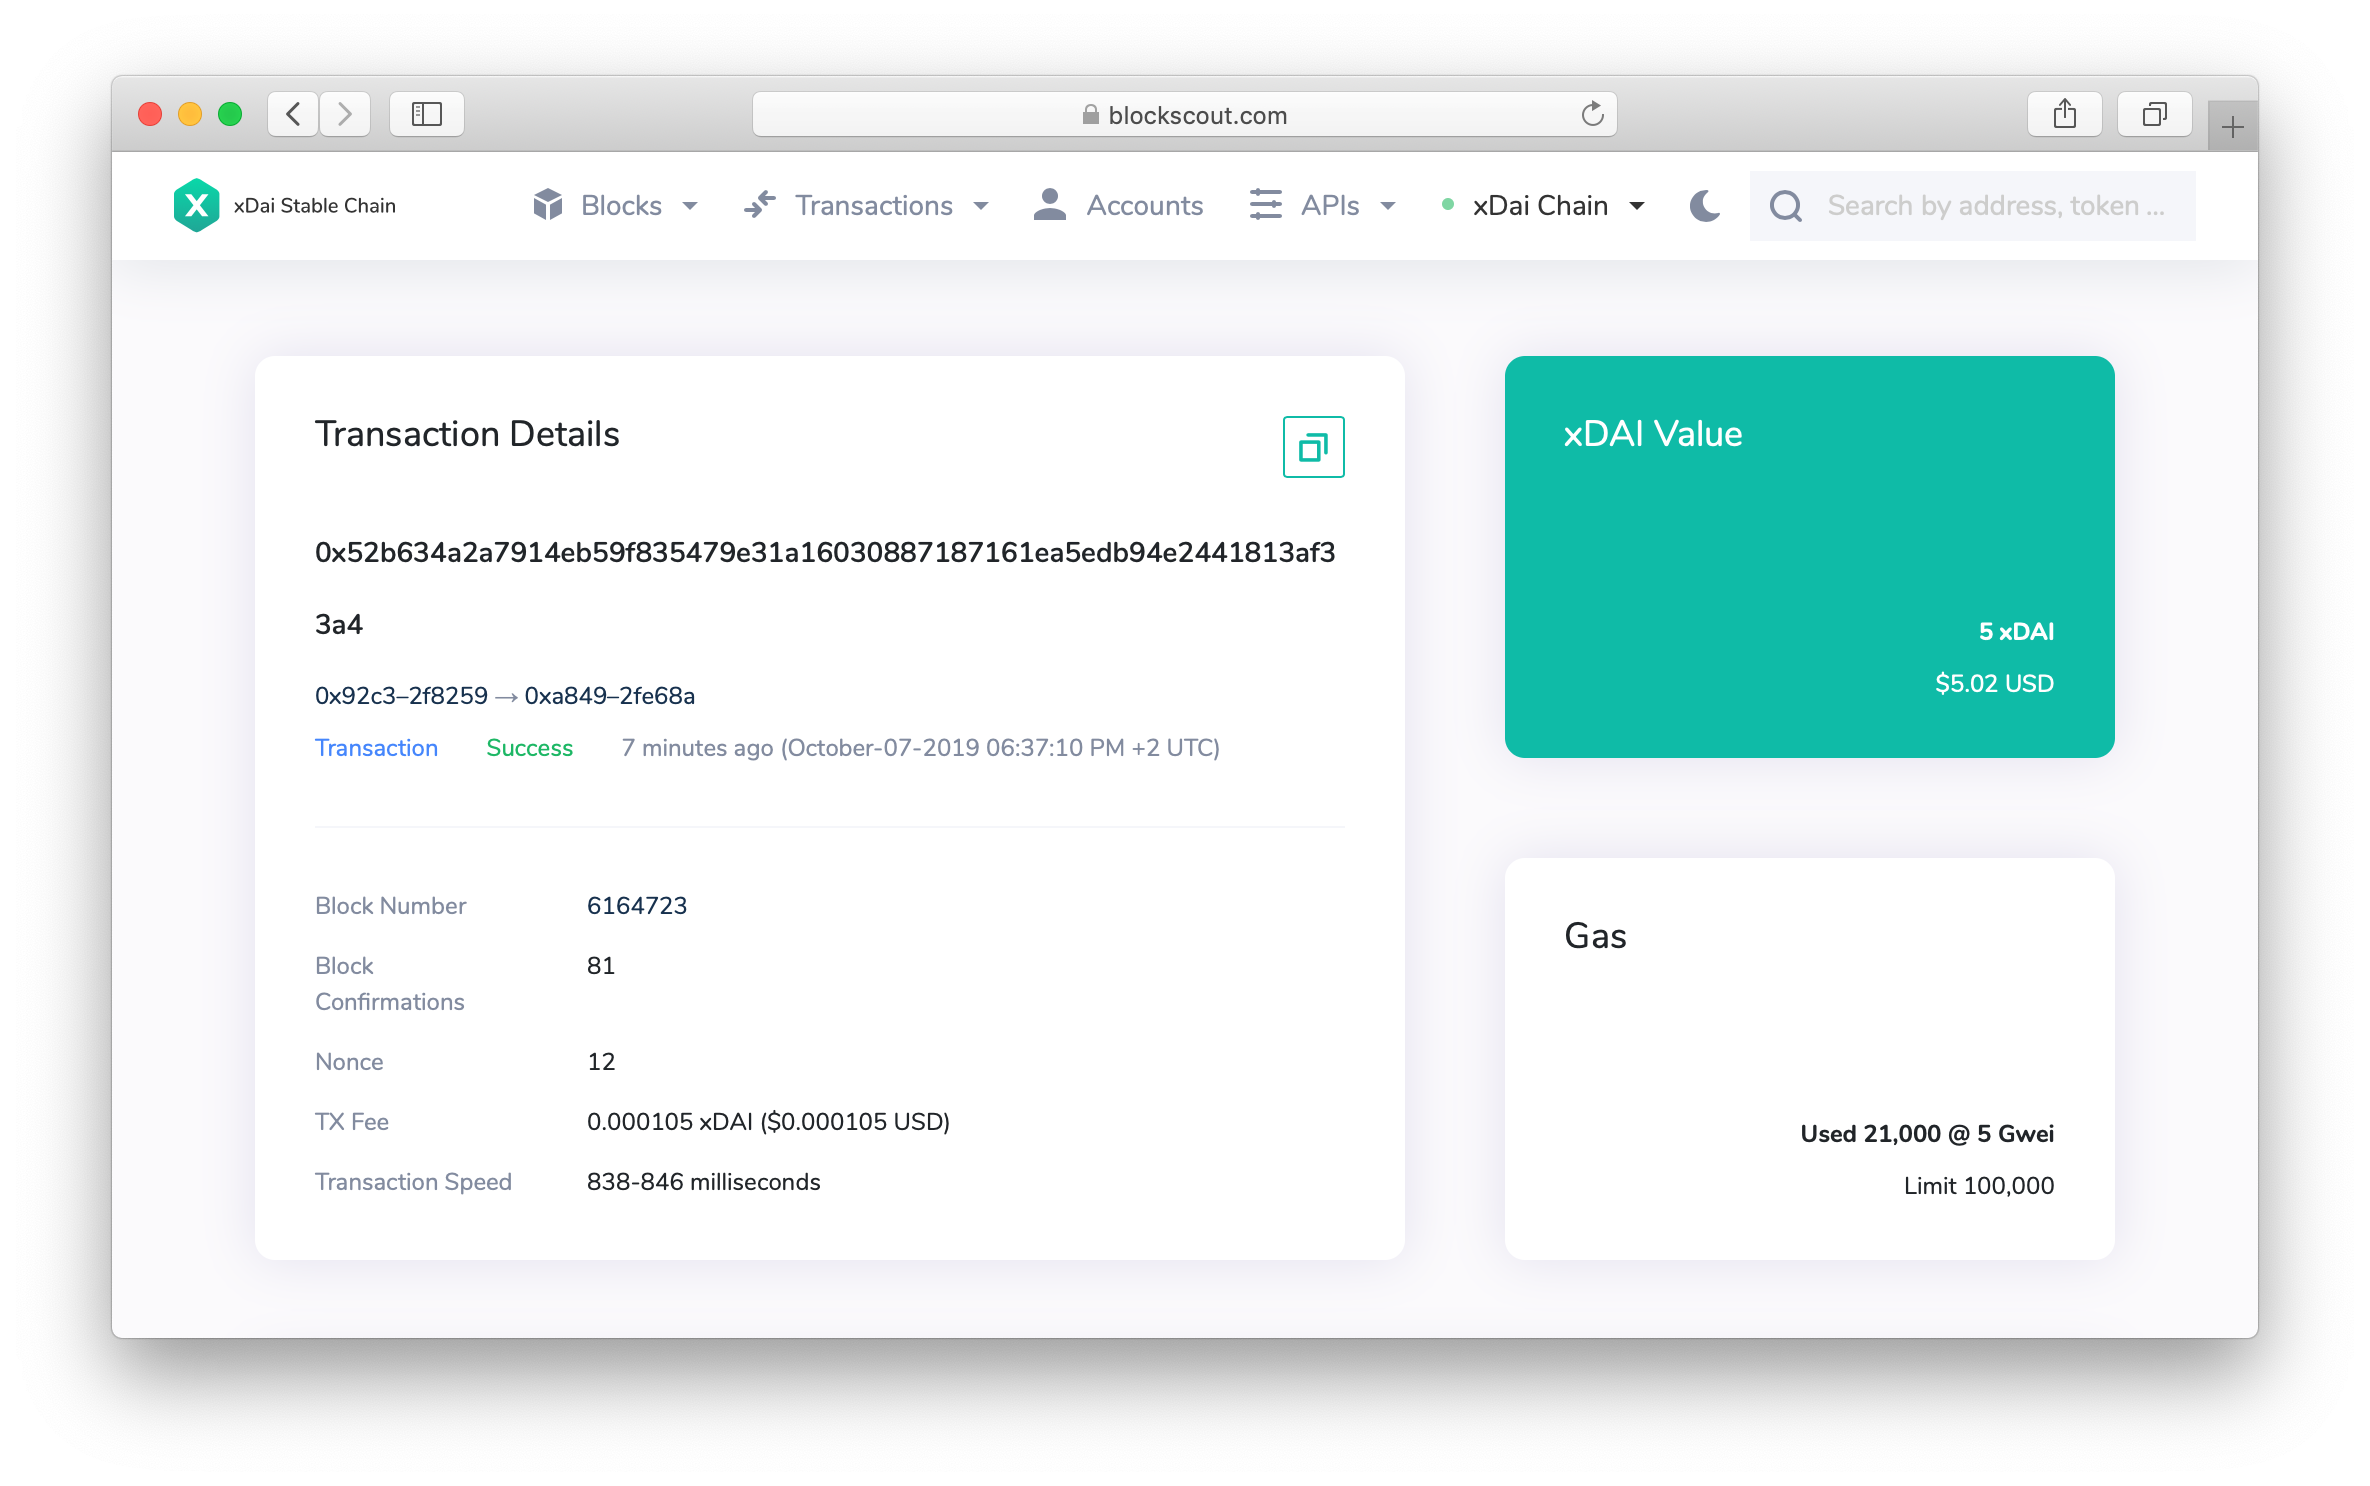 blockscout.com
xDai Stable Chain
Blocks
Transactions
Accounts
APIs
xDai Chain
Search by address, token ...
Transaction Details
0x52b634a2a7914eb59f835479e31a16030887187161ea5edb94e2441813af3
3a4
0x92c3–2f8259 → 0xa849–2fe68a
Transaction Success 7 minutes ago (October-07-2019 06:37:10 PM +2 UTC)
Block Number 6164723
Block 81
Confirmations
Nonce 12
TX Fee 0.000105 xDAI ($0.000105 USD)
Transaction Speed 838-846 milliseconds
xDAI Value
5 xDAI
$5.02 USD
Gas
Used 21,000 @ 5 Gwei
Limit 100,000